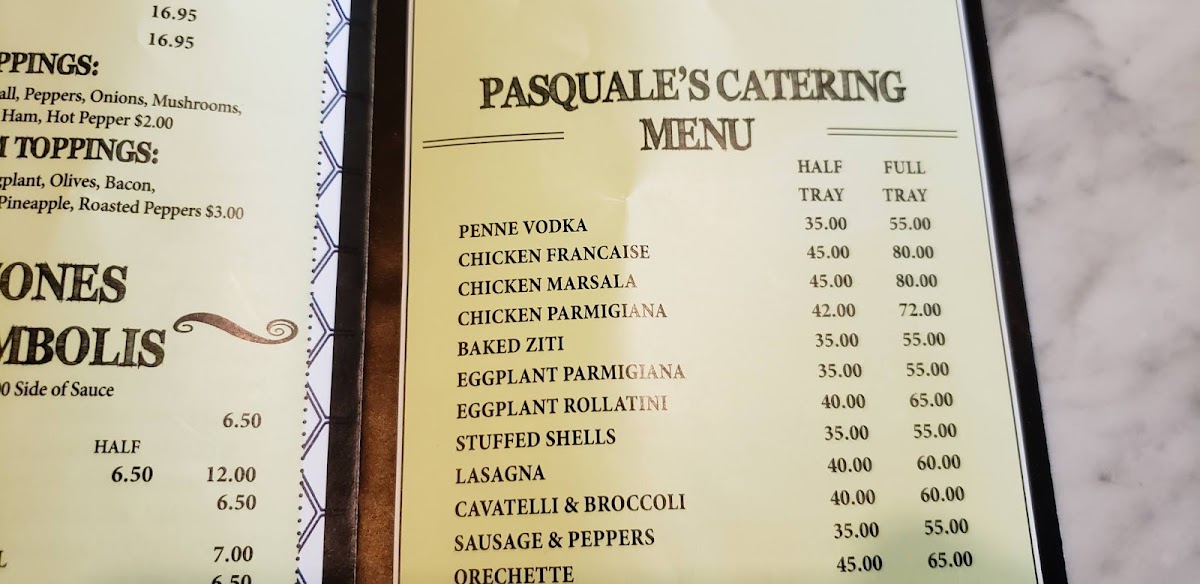 16.95
16.95
PPINGS:
all, Peppers, Onions, Mushrooms,
Ham, Hot Pepper $2.00
TOPPINGS:
gplant, Olives, Bacon,
Pineapple, Roasted Peppers $3.00
ONES
MBOLIS
0 Side of Sauce
6.50
HALF
6.50 12.00
6.50
7.00
6.50
PASQUALE'S CATERING
MENU
HALF FULL
TRAY TRAY
PENNE VODKA 35.00 55.00
CHICKEN FRANCAISE 45.00 80.00
CHICKEN MARSALA 45.00 80.00
CHICKEN PARMIGIANA 42.00 72.00
BAKED ZITI 35.00 55.00
EGGPLANT PARMIGIANA 35.00 55.00
EGGPLANT ROLLATINI 40.00 65.00
STUFFED SHELLS 35.00 55.00
LASAGNA 40.00 60.00
CAVATELLI & BROCCOLI 40.00 60.00
SAUSAGE & PEPPERS 35.00 55.00
ORECHETTE 45.00 65.00